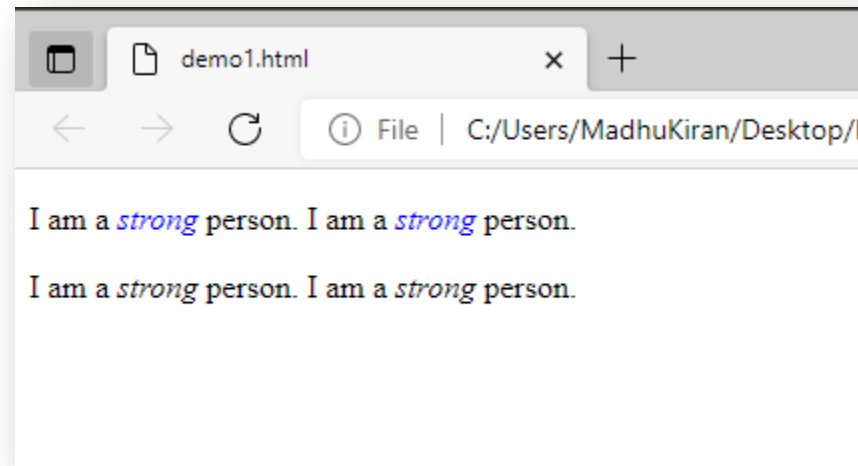 demo1.html
File | C:/Users/MadhuKiran/Desktop/
I am a strong person. I am a strong person.
I am a strong person. I am a strong person.